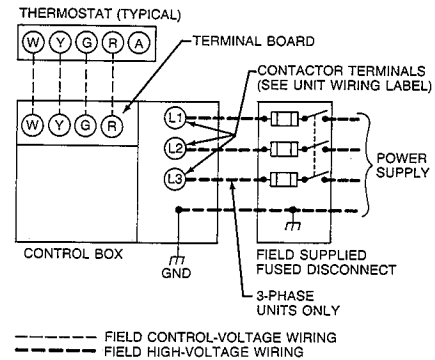 THERMOSTAT (TYPICAL)
W Y G R A
TERMINAL BOARD
CONTACTOR TERMINALS
(SEE UNIT WIRING LABEL)
W Y G R
L1
L2
L3
POWER
SUPPLY
CONTROL BOX
GND
FIELD SUPPLIED
FUSED DISCONNECT
3-PHASE
UNITS ONLY
FIELD CONTROL-VOLTAGE WIRING
FIELD HIGH-VOLTAGE WIRING